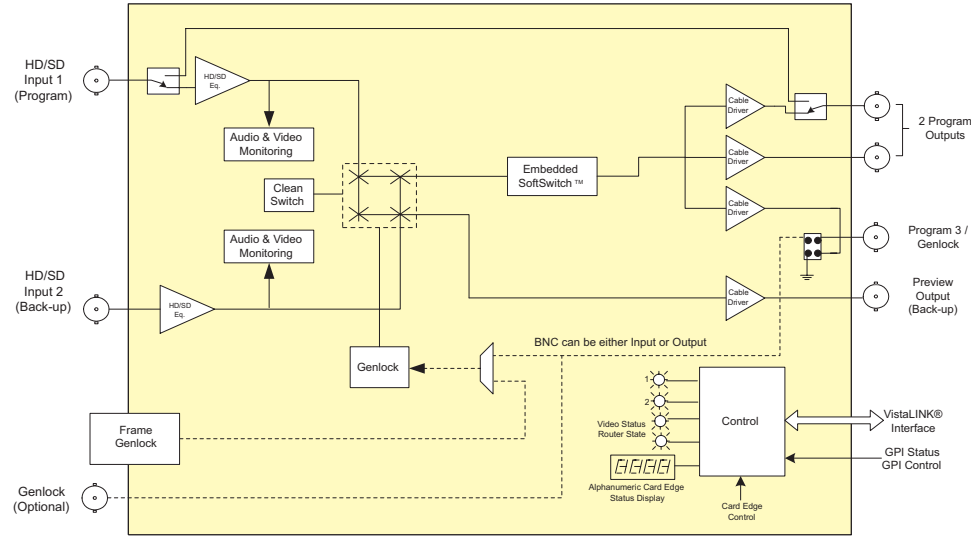 HD/SD
Input 1
(Program)
HD/SD
Eq.
Audio & Video
Monitoring
Clean
Switch
Audio & Video
Monitoring
HD/SD
Input 2
(Back-up)
HD/SD
Eq.
Embedded
SoftSwitch ™
Cable
Driver
Cable
Driver
Cable
Driver
2 Program
Outputs
Program 3 /
Genlock
Cable
Driver
Preview
Output
(Back-up)
BNC can be either Input or Output
Genlock
Frame
Genlock
Genlock
(Optional)
1
2
Video Status
Router State
Alphanumeric Card Edge
Status Display
Control
VistaLINK®
Interface
GPI Status
GPI Control
Card Edge
Control